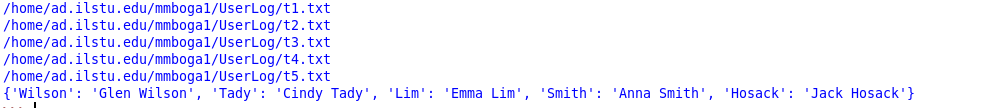 /home/ad.ilstu.edu/mmboga1/UserLog/t1.txt
/home/ad.ilstu.edu/mmboga1/UserLog/t2.txt
/home/ad.ilstu.edu/mmboga1/UserLog/t3.txt
/home/ad.ilstu.edu/mmboga1/UserLog/t4.txt
/home/ad.ilstu.edu/mmboga1/UserLog/t5.txt
{'Wilson': 'Glen Wilson', 'Tady': 'Cindy Tady', 'Lim': 'Emma Lim', 'Smith': 'Anna Smith', 'Hosack': 'Jack Hosack'}